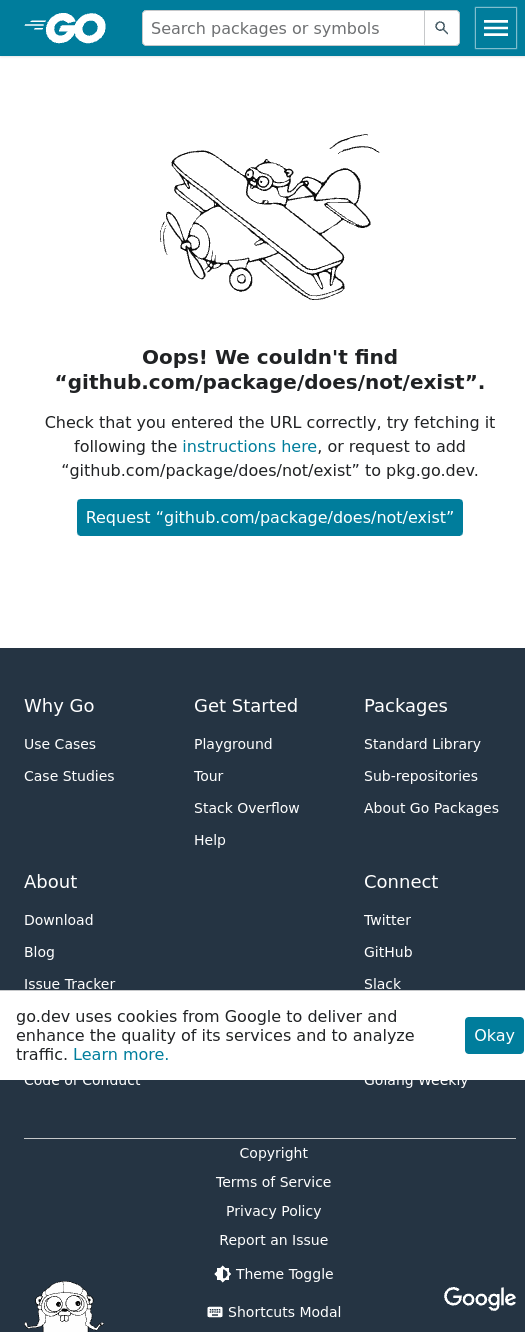 GO
Search packages or symbols
Oops! We couldn't find
“github.com/package/does/not/exist”.
Check that you entered the URL correctly, try fetching it
following the instructions here, or request to add
“github.com/package/does/not/exist” to pkg.go.dev.
Request “github.com/package/does/not/exist”
Why Go
Use Cases
Case Studies
Get Started
Playground
Tour
Stack Overflow
Help
Packages
Standard Library
Sub-repositories
About Go Packages
About
Download
Blog
Issue Tracker
Connect
Twitter
GitHub
Slack
go.dev uses cookies from Google to deliver and
enhance the quality of its services and to analyze
traffic. Learn more.
Okay
Code of Conduct
Golang Weekly
Copyright
Terms of Service
Privacy Policy
Report an Issue
Theme Toggle
Shortcuts Modal
Google